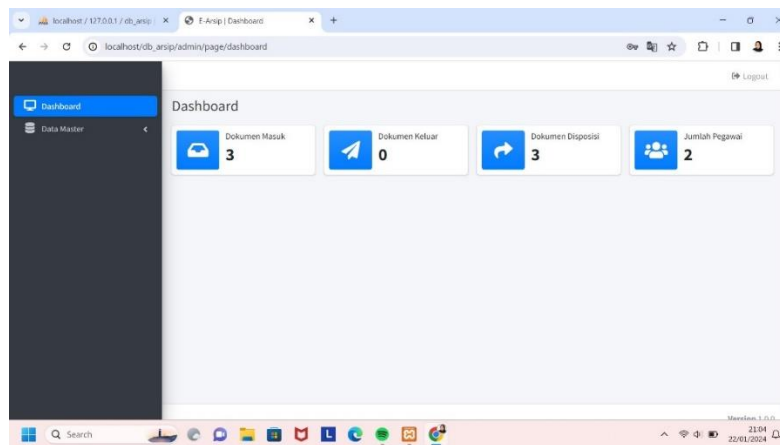 localhost / 127.0.0.1 / db_arsip
E-Arsip | Dashboard
localhost/db_arsip/admin/page/dashboard
Logout
Dashboard
Data Master
Dashboard
Dokumen Masuk
3
Dokumen Keluar
0
Dokumen Disposisi
3
Jumlah Pegawai
2
Version 1.0.0
Search
21:04
22/01/2024